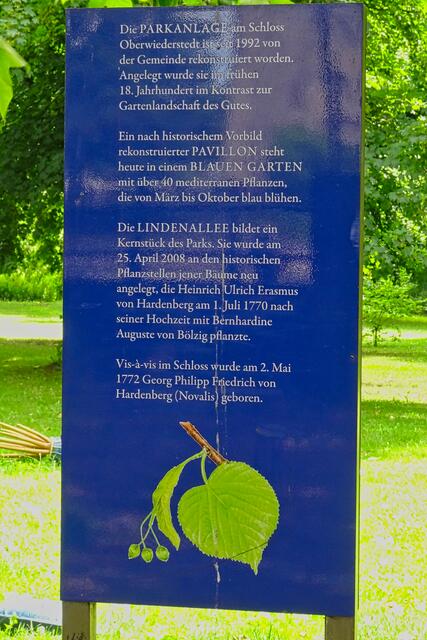 Die PARKANLAGE am Schloss
Oberwiederstedt ist seit 1992 von
der Gemeinde rekonstruiert worden.
Angelegt wurde sie im frühen
18. Jahrhundert im Kontrast zur
Gartenlandschaft des Gutes.
Ein nach historischem Vorbild
rekonstruierter PAVILLON steht
heute in einem BLAUEN GARTEN
mit über 40 mediterranen Pflanzen,
die von März bis Oktober blau blühen.
Die LINDENALLEE bildet ein
Kernstück des Parks. Sie wurde am
25. April 2008 an den historischen
Pflanzstellen jener Bäume neu
angelegt, die Heinrich Ulrich Erasmus
von Hardenberg am 1. Juli 1770 nach
seiner Hochzeit mit Bernhardine
Auguste von Bölzig pflanzte.
Vis-à-vis im Schloss wurde am 2. Mai
1772 Georg Philipp Friedrich von
Hardenberg (Novalis) geboren.